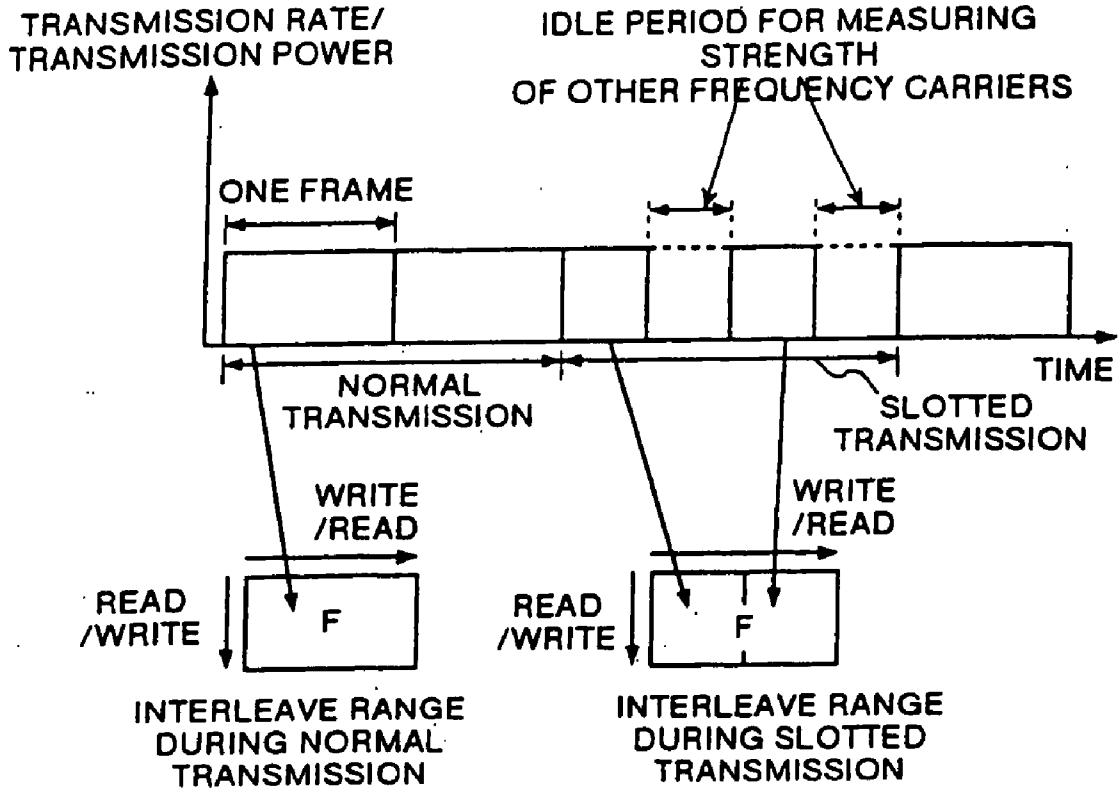 TRANSMISSION RATE/
TRANSMISSION POWER
IDLE PERIOD FOR MEASURING
STRENGTH
OF OTHER FREQUENCY CARRIERS
ONE FRAME
TIME
NORMAL
TRANSMISSION
SLOTTED
TRANSMISSION
WRITE
/READ
READ
/WRITE
F
INTERLEAVE RANGE
DURING NORMAL
TRANSMISSION
WRITE
/READ
READ
/WRITE
F
INTERLEAVE RANGE
DURING SLOTTED
TRANSMISSION